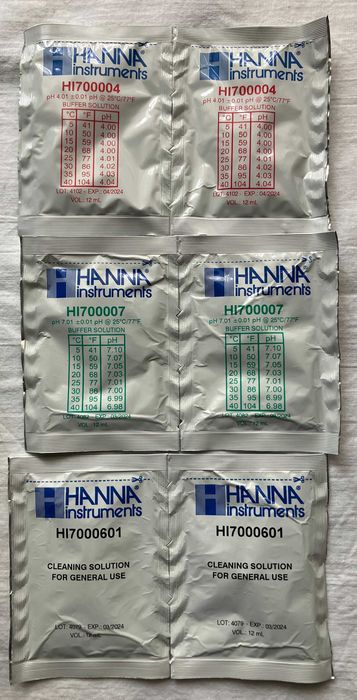 HANNA
instruments
HI700004
pH 4.01 ±0.01 pH @ 25°C/77°F
BUFFER SOLUTION
°C °F pH
5 41 4.00
10 50 4.00
15 59 4.00
20 68 4.00
25 77 4.01
30 86 4.02
35 95 4.03
40 104 4.04
LOT: 4102 EXP.: 04/2024
VOL.: 12 mL
HANNA
instruments
HI700004
pH 4.01 ±0.01 pH @ 25°C/77°F
BUFFER SOLUTION
°C °F pH
5 41 4.00
10 50 4.00
15 59 4.00
20 68 4.00
25 77 4.01
30 86 4.02
35 95 4.03
40 104 4.04
LOT: 4102 EXP.: 04/2024
VOL.: 12 mL
HANNA
instruments
HI700007
pH 7.01 ±0.01 pH @ 25°C/77°F
BUFFER SOLUTION
°C °F pH
5 41 7.10
10 50 7.07
15 59 7.05
20 68 7.03
25 77 7.01
30 86 7.00
35 95 6.99
40 104 6.98
VOL.: 12 mL
HANNA
instruments
HI700007
pH 7.01 ±0.01 pH @ 25°C/77°F
BUFFER SOLUTION
°C °F pH
5 41 7.10
10 50 7.07
15 59 7.05
20 68 7.03
25 77 7.01
30 86 7.00
35 95 6.99
40 104 6.98
VOL.: 12 mL
HANNA
instruments
HI7000601
CLEANING SOLUTION
FOR GENERAL USE
LOT: 4079 EXP.: 03/2024
VOL.: 12 mL
HANNA
instruments
HI7000601
CLEANING SOLUTION
FOR GENERAL USE
LOT: 4079 EXP.: 03/2024
VOL.: 12 mL